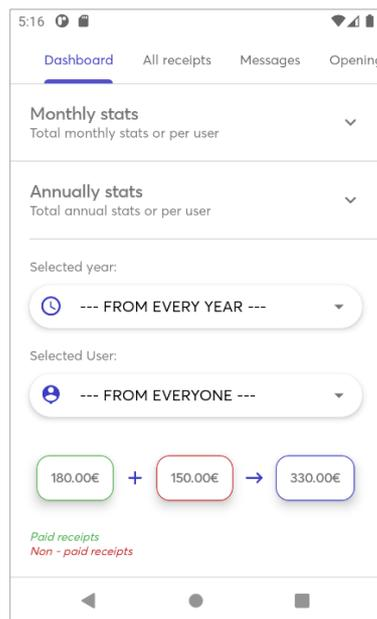 5:16
Dashboard All receipts Messages Opening
Monthly stats
Total monthly stats or per user
Annually stats
Total annual stats or per user
Selected year:
--- FROM EVERY YEAR ---
Selected User:
--- FROM EVERYONE ---
180.00€ + 150.00€ → 330.00€
Paid receipts
Non - paid receipts